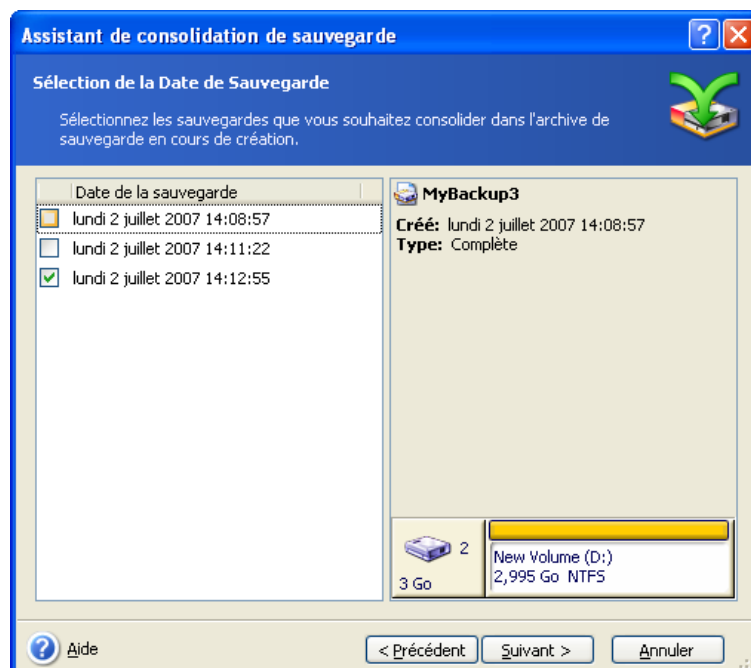 Assistant de consolidation de sauvegarde
Sélection de la Date de Sauvegarde
Sélectionnez les sauvegardes que vous souhaitez consolider dans l'archive de
sauvegarde en cours de création.
Date de la sauvegarde
lundi 2 juillet 2007 14:08:57
lundi 2 juillet 2007 14:11:22
lundi 2 juillet 2007 14:12:55
MyBackup3
Créé: lundi 2 juillet 2007 14:08:57
Type: Complète
2
3 Go
New Volume (D:)
2,995 Go NTFS
Aide
< Précédent
Suivant >
Annuler